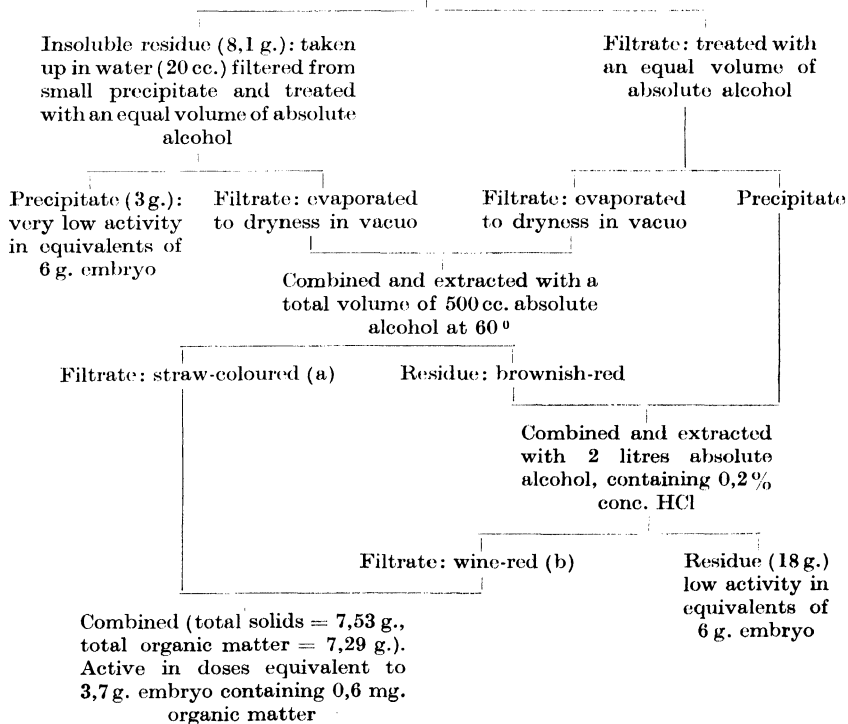 Insoluble residue (8,1 g.): taken
up in water (20 cc.) filtered from
small precipitate and treated
with an equal volume of absolute
alcohol
Filtrate: treated with
an equal volume of
absolute alcohol
Precipitate (3 g.):
very low activity
in equivalents of
6 g. embryo
Filtrate: evaporated
to dryness in vacuo
Filtrate: evaporated
to dryness in vacuo
Precipitate
Combined and extracted with a
total volume of 500 cc. absolute
alcohol at 60⁰
Filtrate: straw-coloured (a)
Residue: brownish-red
Combined and extracted
with 2 litres absolute
alcohol, containing 0,2%
conc. HCl
Filtrate: wine-red (b)
Residue (18 g.)
low activity in
equivalents of
6 g. embryo
Combined (total solids = 7,53 g.,
total organic matter = 7,29 g.).
Active in doses equivalent to
3,7 g. embryo containing 0,6 mg.
organic matter